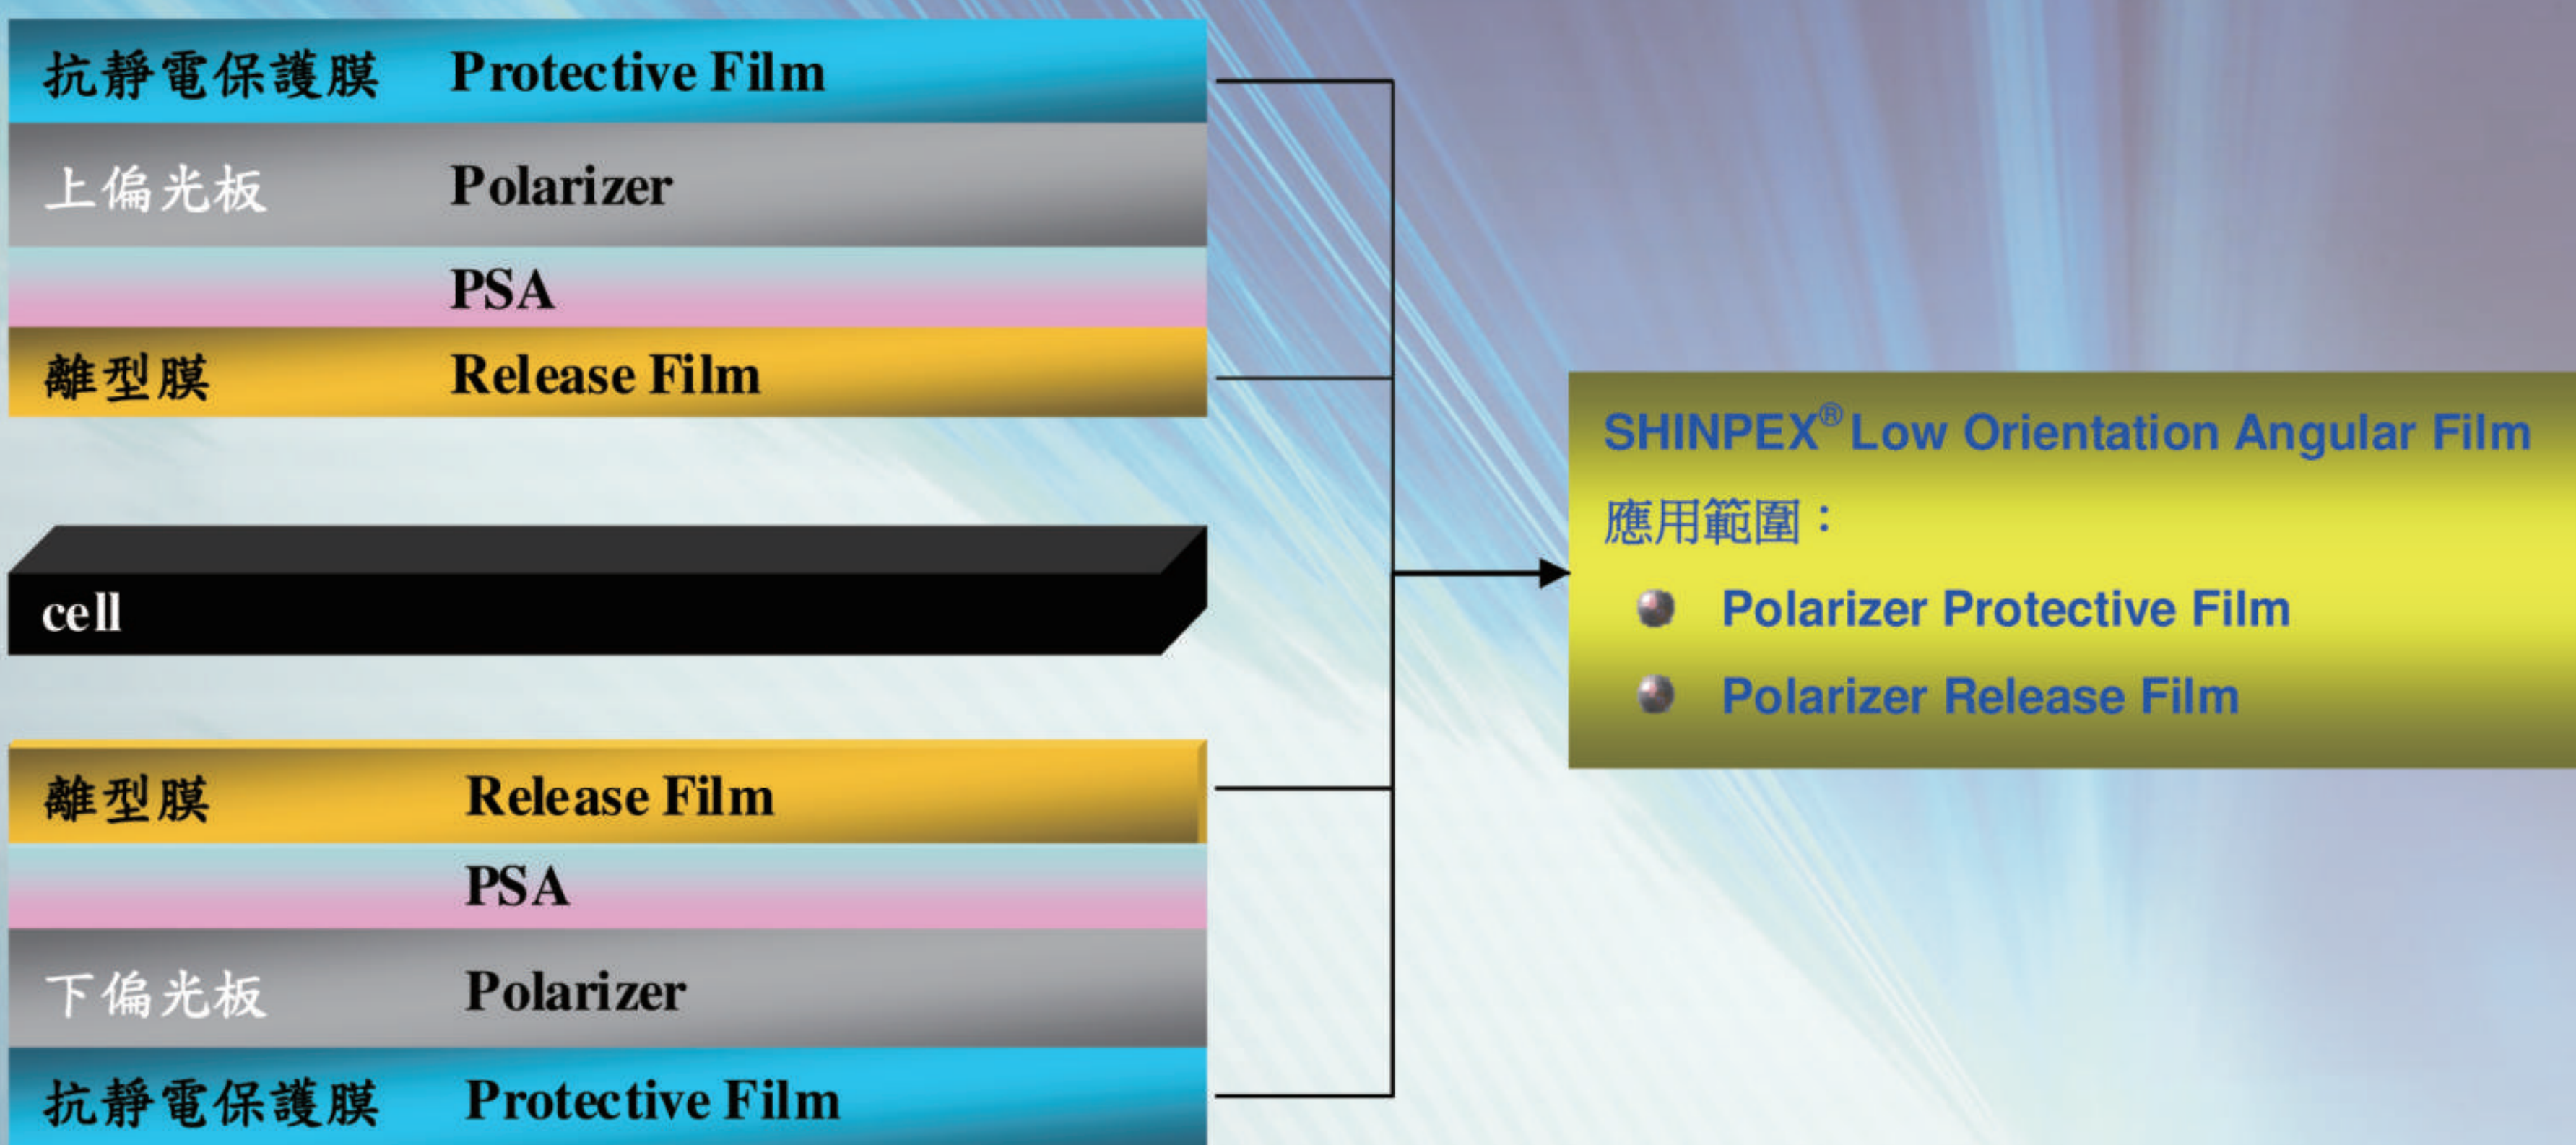 抗靜電保護膜 Protective Film
上偏光板 Polarizer
PSA
離型膜 Release Film
cell
離型膜 Release Film
PSA
下偏光板 Polarizer
抗靜電保護膜 Protective Film
SHINPEX® Low Orientation Angular Film
應用範圍：
Polarizer Protective Film
Polarizer Release Film